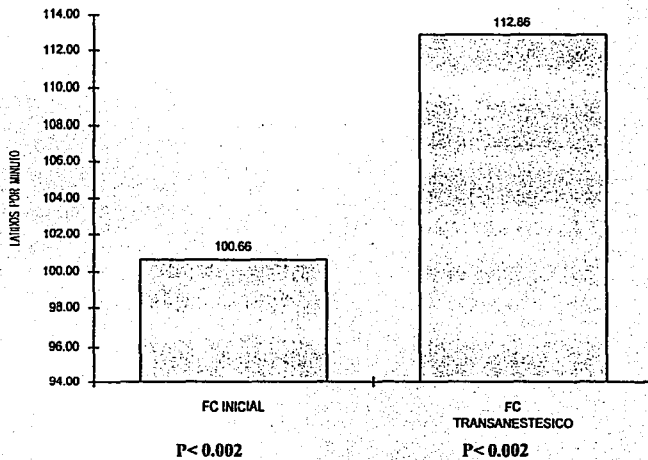 114.00
112.00
110.00
108.00
106.00
104.00
102.00
100.00
98.00
96.00
94.00
LATIDOS POR MINUTO
100.66
112.86
FC INICIAL
FC
TRANSANESTESICO
P< 0.002
P< 0.002